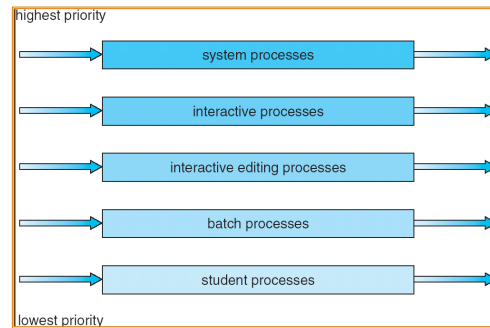 highest priority
system processes
interactive processes
interactive editing processes
batch processes
student processes
lowest priority